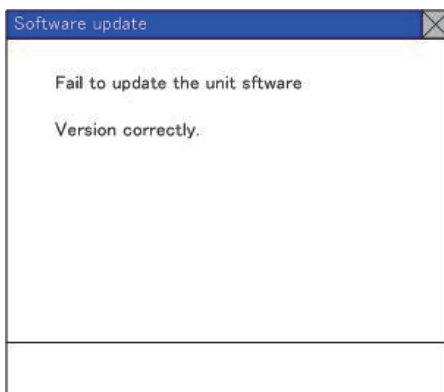 Software update
Fail to update the unit sftware
Version correctly.